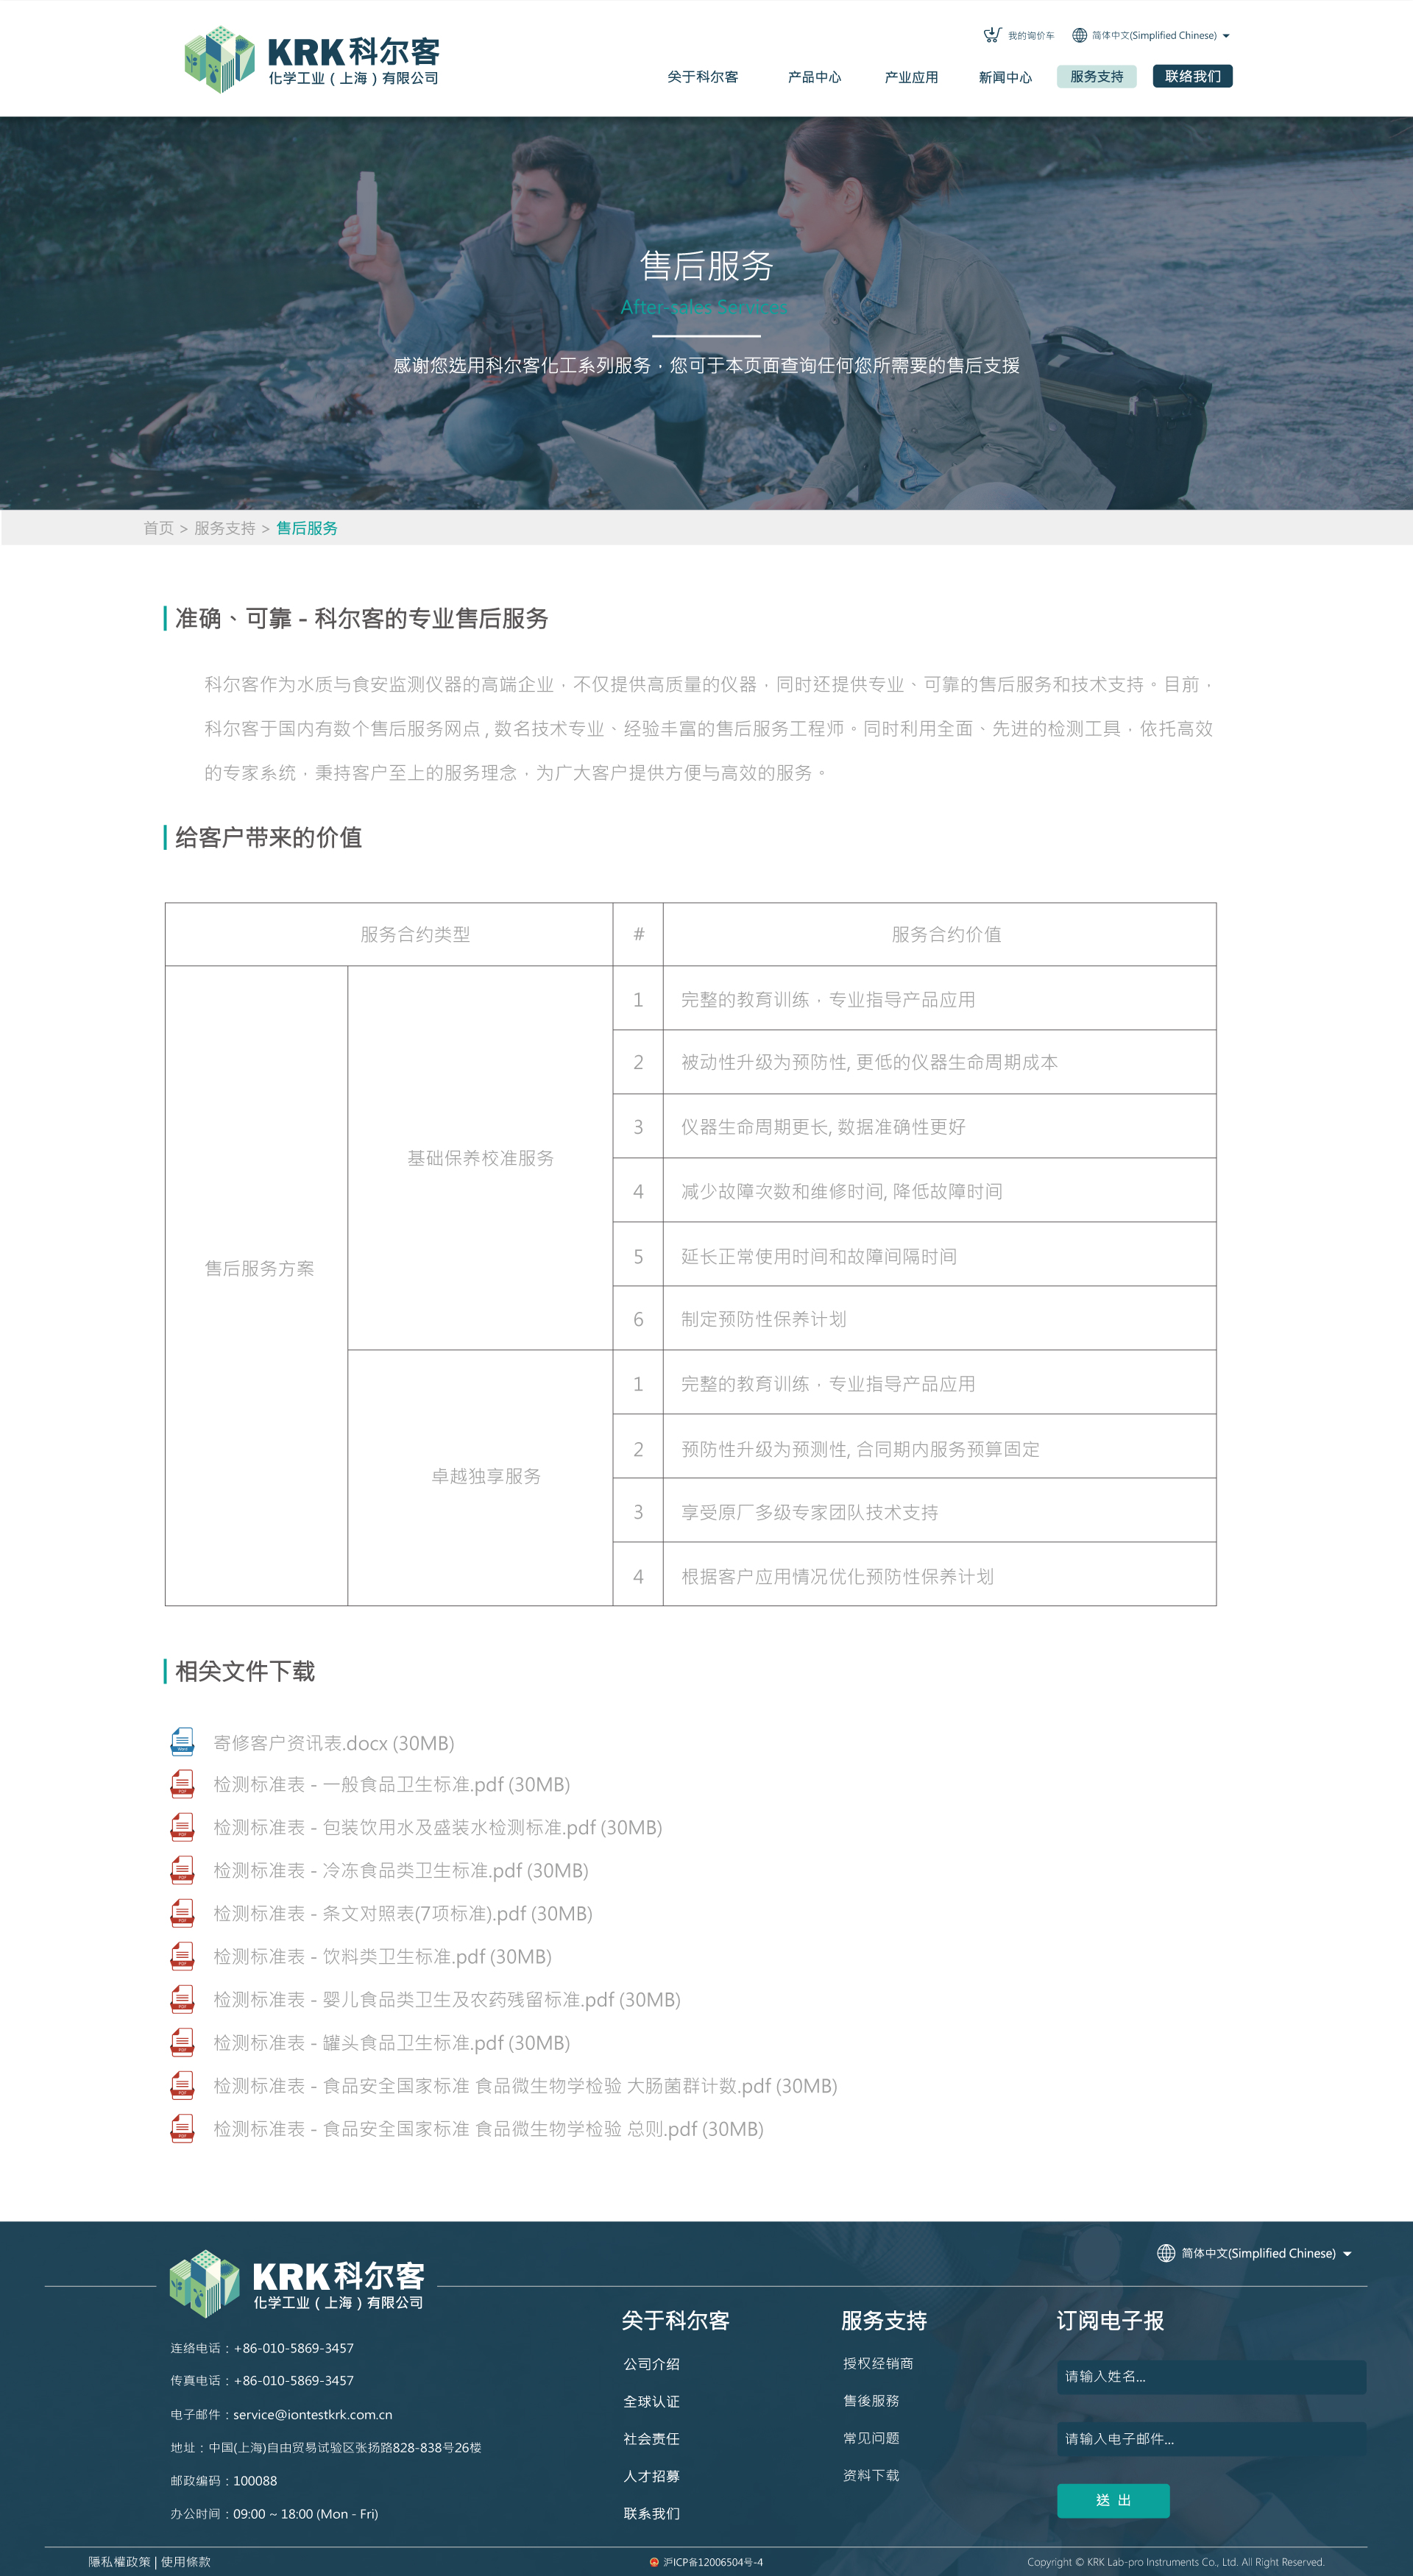 KRK科尔客
化学工业（上海）有限公司
我的询价车 简体中文(Simplified Chinese)
关于科尔客 产品中心 产业应用 新闻中心 服务支持 联络我们
售后服务
After-sales Services
感谢您选用科尔客化工系列服务，您可于本页面查询任何您所需要的售后支援
首页 > 服务支持 > 售后服务
准确、可靠 - 科尔客的专业售后服务
科尔客作为水质与食安监测仪器的高端企业，不仅提供高质量的仪器，同时还提供专业、可靠的售后服务和技术支持。目前，
科尔客于国内有数个售后服务网点 , 数名技术专业、经验丰富的售后服务工程师。同时利用全面、先进的检测工具，依托高效
的专家系统，秉持客户至上的服务理念，为广大客户提供方便与高效的服务。
给客户带来的价值
服务合约类型 # 服务合约价值
售后服务方案
基础保养校准服务
1 完整的教育训练，专业指导产品应用
2 被动性升级为预防性, 更低的仪器生命周期成本
3 仪器生命周期更长, 数据准确性更好
4 减少故障次数和维修时间, 降低故障时间
5 延长正常使用时间和故障间隔时间
6 制定预防性保养计划
卓越独享服务
1 完整的教育训练，专业指导产品应用
2 预防性升级为预测性, 合同期内服务预算固定
3 享受原厂多级专家团队技术支持
4 根据客户应用情况优化预防性保养计划
相关文件下载
寄修客户资讯表.docx (30MB)
检测标准表 - 一般食品卫生标准.pdf (30MB)
检测标准表 - 包装饮用水及盛装水检测标准.pdf (30MB)
检测标准表 - 冷冻食品类卫生标准.pdf (30MB)
检测标准表 - 条文对照表(7项标准).pdf (30MB)
检测标准表 - 饮料类卫生标准.pdf (30MB)
检测标准表 - 婴儿食品类卫生及农药残留标准.pdf (30MB)
检测标准表 - 罐头食品卫生标准.pdf (30MB)
检测标准表 - 食品安全国家标准 食品微生物学检验 大肠菌群计数.pdf (30MB)
检测标准表 - 食品安全国家标准 食品微生物学检验 总则.pdf (30MB)
简体中文(Simplified Chinese)
KRK科尔客
化学工业（上海）有限公司
连络电话：+86-010-5869-3457
传真电话：+86-010-5869-3457
电子邮件：service@iontestkrk.com.cn
地址：中国(上海)自由贸易试验区张扬路828-838号26楼
邮政编码：100088
办公时间：09:00 ~ 18:00 (Mon - Fri)
关于科尔客
公司介绍
全球认证
社会责任
人才招募
联系我们
服务支持
授权经销商
售後服務
常见问题
资料下载
订阅电子报
请输入姓名...
请输入电子邮件...
送 出
隱私權政策 | 使用條款
沪ICP备12006504号-4
Copyright © KRK Lab-pro Instruments Co., Ltd. All Right Reserved.